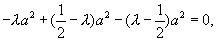 -λa² + (1/2 - λ)a² - (λ - 1/2)a² = 0,